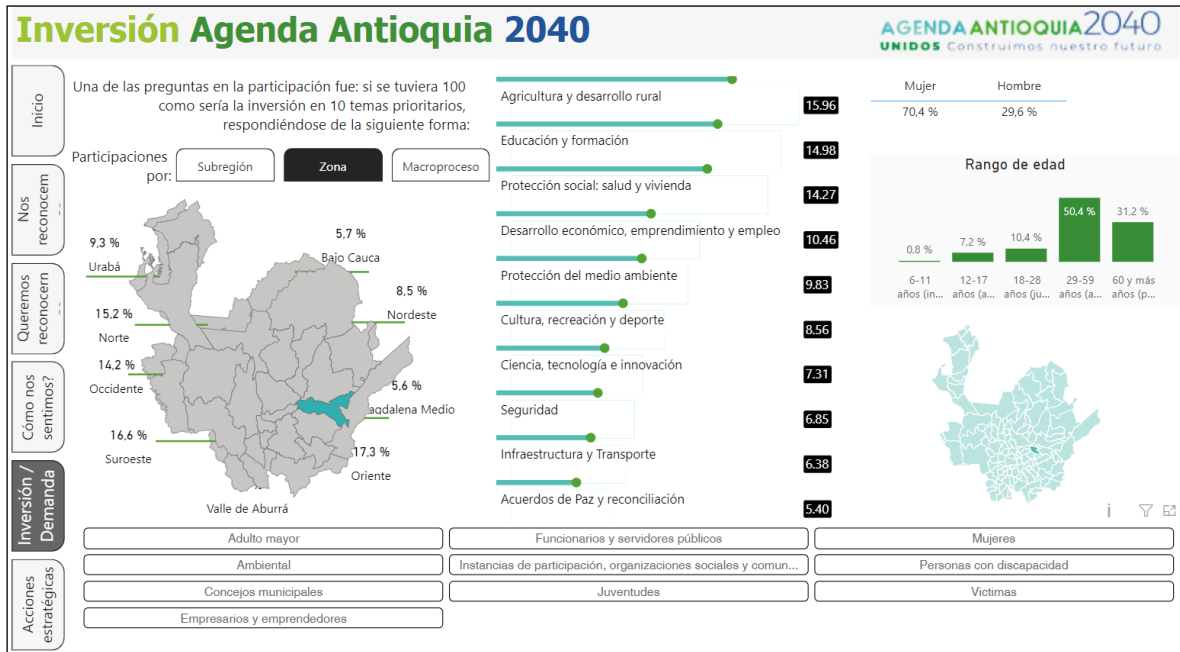 Inversión Agenda Antioquia 2040
AGENDA ANTIOQUIA 2040
UNIDOS Construimos nuestro futuro
Inicio
Nos
reconocem
..
Queremos
reconocern
..
Cómo nos
sentimos?
Inversión /
Demanda
Acciones
estratégicas
Una de las preguntas en la participación fue: si se tuviera 100
como sería la inversión en 10 temas prioritarios,
respondiéndose de la siguiente forma:
Participaciones
por:
Subregión
Zona
Macroproceso
9,3 %
Urabá
15,2 %
Norte
14,2 %
Occidente
16,6 %
Suroeste
5,7 %
Bajo Cauca
8,5 %
Nordeste
5,6 %
agdalena Medio
17,3 %
Oriente
Valle de Aburrá
Agricultura y desarrollo rural
15.96
Educación y formación
14.98
Protección social: salud y vivienda
14.27
Desarrollo económico, emprendimiento y empleo
10.46
Protección del medio ambiente
9.83
Cultura, recreación y deporte
8.56
Ciencia, tecnología e innovación
7.31
Seguridad
6.85
Infraestructura y Transporte
6.38
Acuerdos de Paz y reconciliación
5.40
Mujer Hombre
70,4 % 29,6 %
Rango de edad
0,8 % 7,2 % 10,4 % 50,4 % 31,2 %
6-11 12-17 18-28 29-59 60 y más
años (in... años (a... años (ju... años (a... años (p...
i
Adulto mayor
Funcionarios y servidores públicos
Mujeres
Ambiental
Instancias de participación, organizaciones sociales y comun...
Personas con discapacidad
Concejos municipales
Juventudes
Victimas
Empresarios y emprendedores